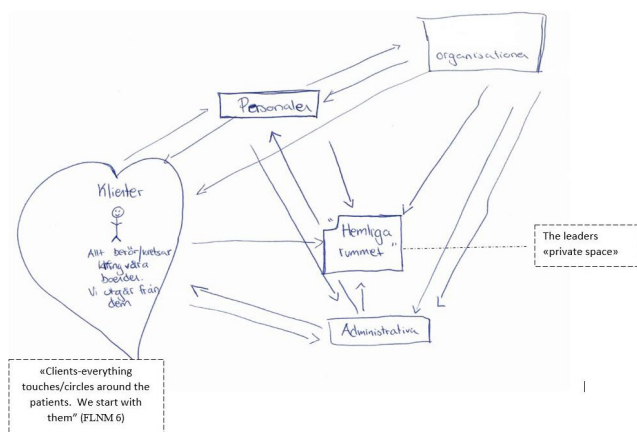 organisationen
Personalen
Klienter
Allt berör/kretsar
kring våra
boende.
Vi utgår från
dem
"Hemliga
rummet"
Administrativa
The leaders
«private space»
«Clients-everything
touches/circles around the
patients.  We start with
them" (FLNM 6)